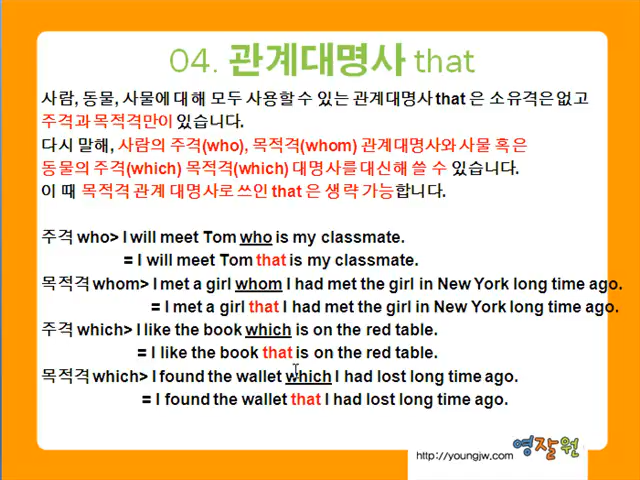 04. 관계대명사 that
사람, 동물, 사물에 대해 모두 사용할 수 있는 관계대명사 that 은 소유격은 없고
주격과 목적격만이 있습니다.
다시 말해, 사람의 주격(who), 목적격(whom) 관계대명사와 사물 혹은
동물의 주격(which) 목적격(which) 대명사를 대신해 쓸 수 있습니다.
이 때 목적격 관계 대명사로 쓰인 that 은 생략 가능합니다.
주격 who> I will meet Tom who is my classmate.
= I will meet Tom that is my classmate.
목적격 whom> I met a girl whom I had met the girl in New York long time ago.
= I met a girl that I had met the girl in New York long time ago.
주격 which> I like the book which is on the red table.
= I like the book that is on the red table.
목적격 which> I found the wallet which I had lost long time ago.
= I found the wallet that I had lost long time ago.
http://youngjw.com 영잘원